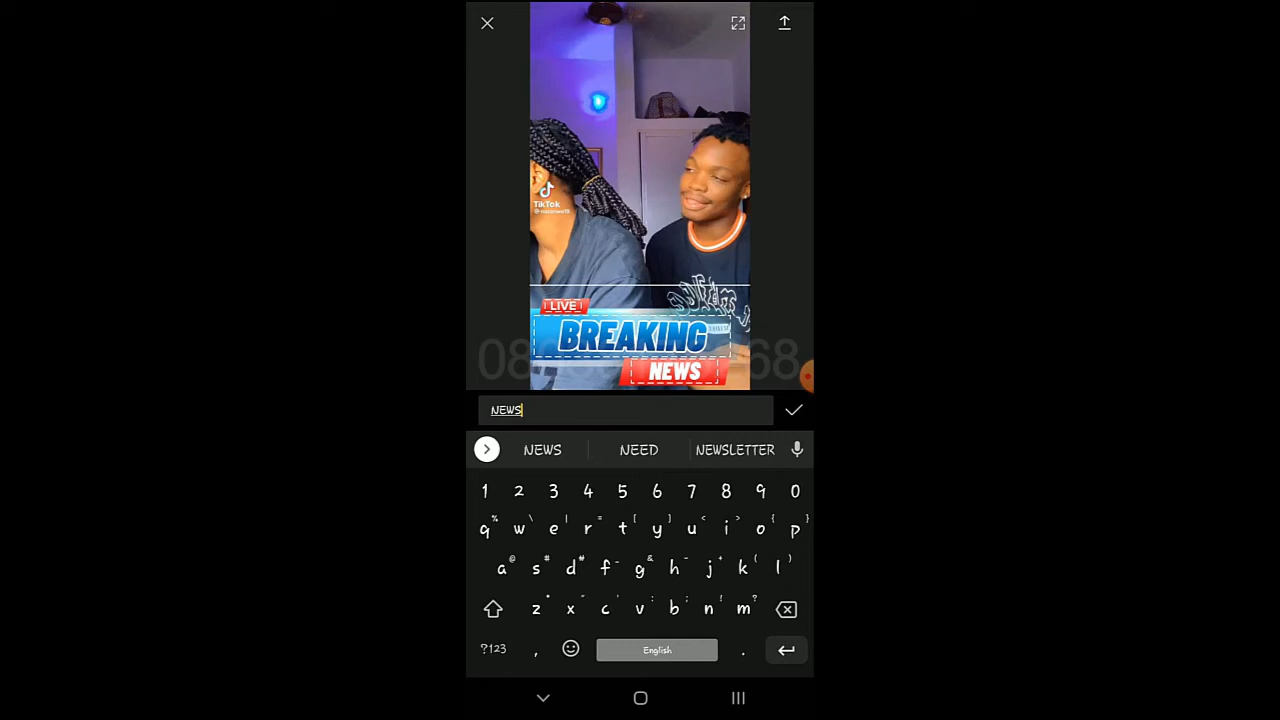 TikTok
LIVE
BREAKING
NEWS
NEWS
NEWS NEED NEWSLETTER
1 2 3 4 5 6 7 8 9 0
q w e r t y u i o p
a s d f g h j k l
z x c v b n m
?123 , English .